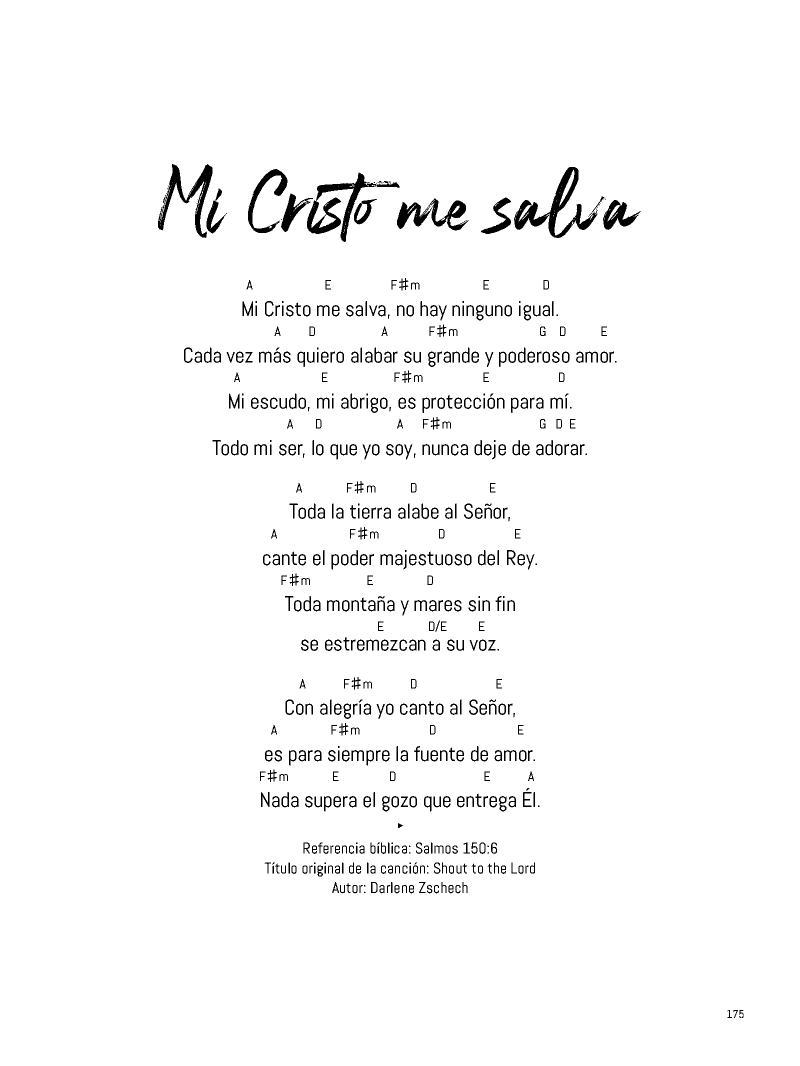 Mi Cristo me salva
A E F♯m E D
Mi Cristo me salva, no hay ninguno igual.
A D A F♯m G D E
Cada vez más quiero alabar su grande y poderoso amor.
A E F♯m E D
Mi escudo, mi abrigo, es protección para mí.
A D A F♯m G D E
Todo mi ser, lo que yo soy, nunca deje de adorar.
A F♯m D E
Toda la tierra alabe al Señor,
A F♯m D E
cante el poder majestuoso del Rey.
F♯m E D
Toda montaña y mares sin fin
E D/E E
se estremezcan a su voz.
A F♯m D E
Con alegría yo canto al Señor,
A F♯m D E
es para siempre la fuente de amor.
F♯m E D E A
Nada supera el gozo que entrega Él.
Referencia bíblica: Salmos 150:6
Título original de la canción: Shout to the Lord
Autor: Darlene Zschech
175